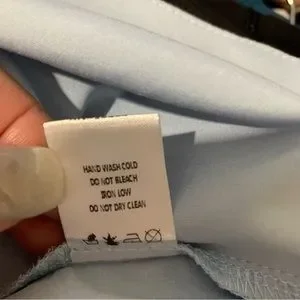 HAND WASH COLD
DO NOT BLEACH
IRON LOW
DO NOT DRY CLEAN